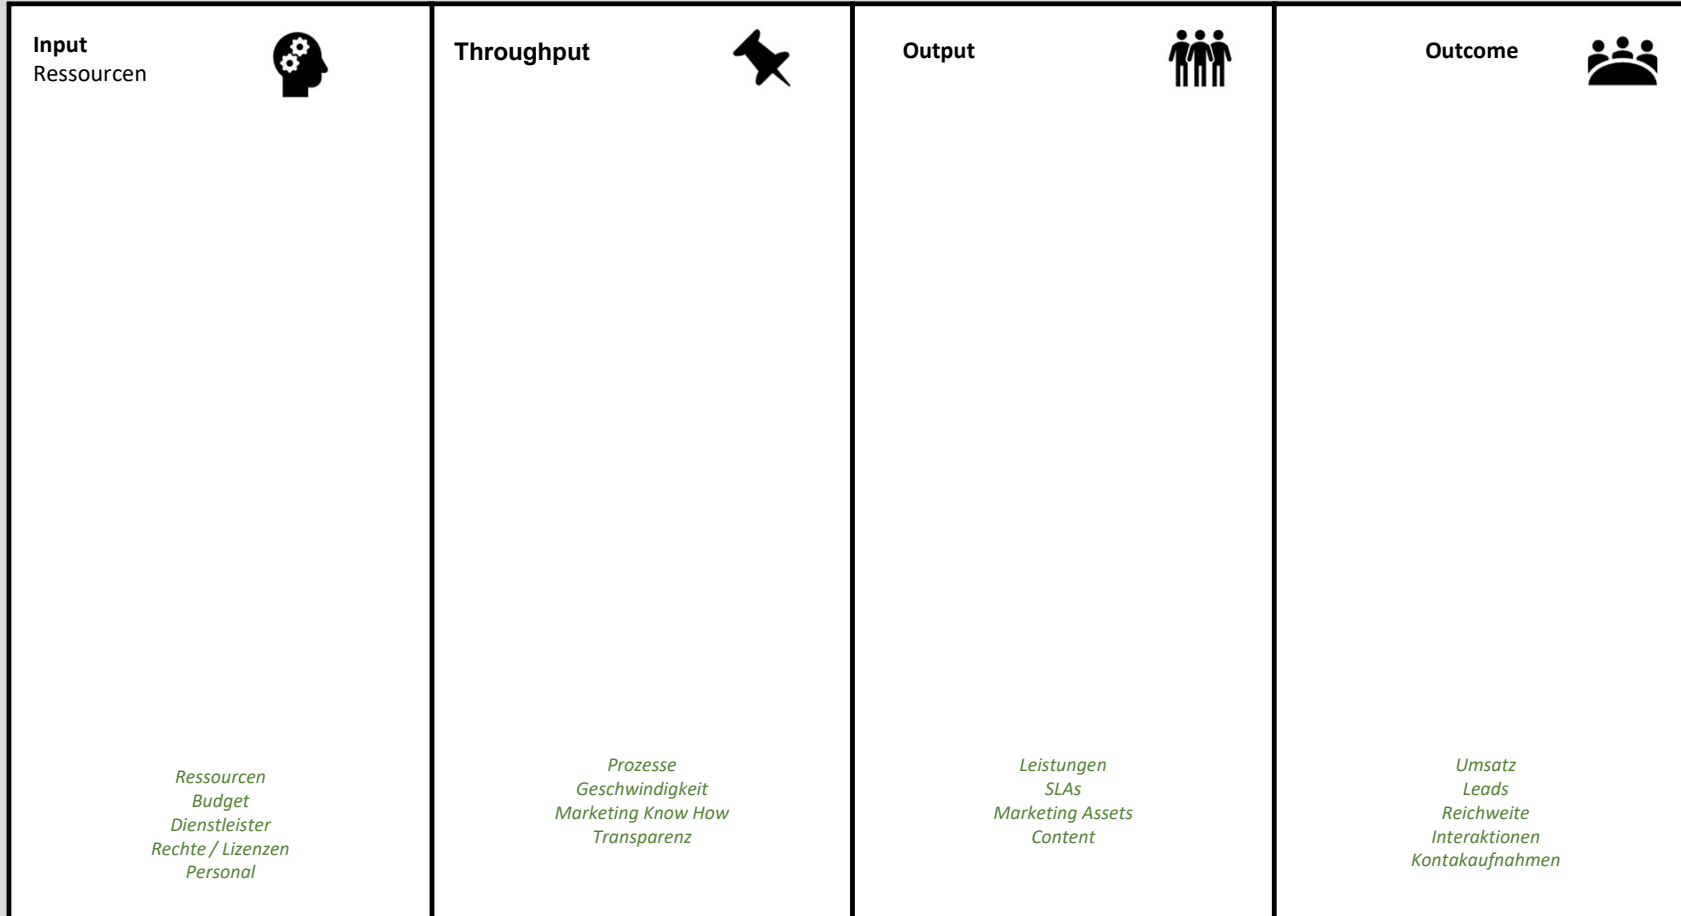 Input
Ressourcen
Throughput
Output
Outcome
Ressourcen
Budget
Dienstleister
Rechte / Lizenzen
Personal
Prozesse
Geschwindigkeit
Marketing Know How
Transparenz
Leistungen
SLAs
Marketing Assets
Content
Umsatz
Leads
Reichweite
Interaktionen
Kontakaufnahmen